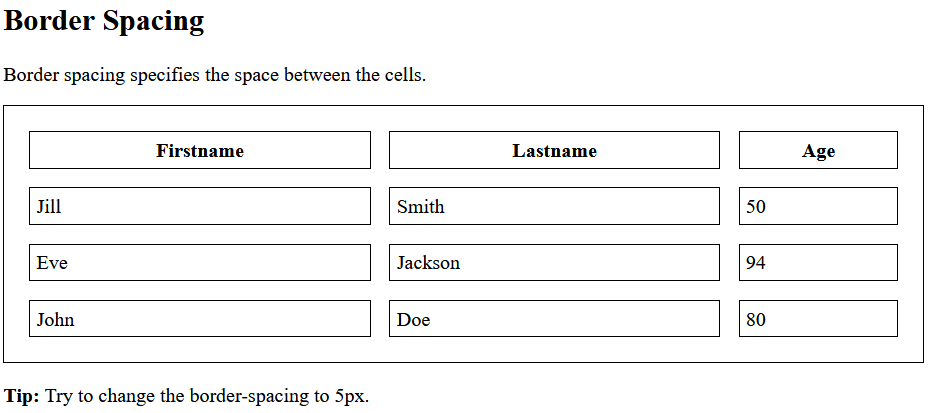 Border Spacing
Border spacing specifies the space between the cells.
Firstname Lastname Age
Jill Smith 50
Eve Jackson 94
John Doe 80
Tip: Try to change the border-spacing to 5px.